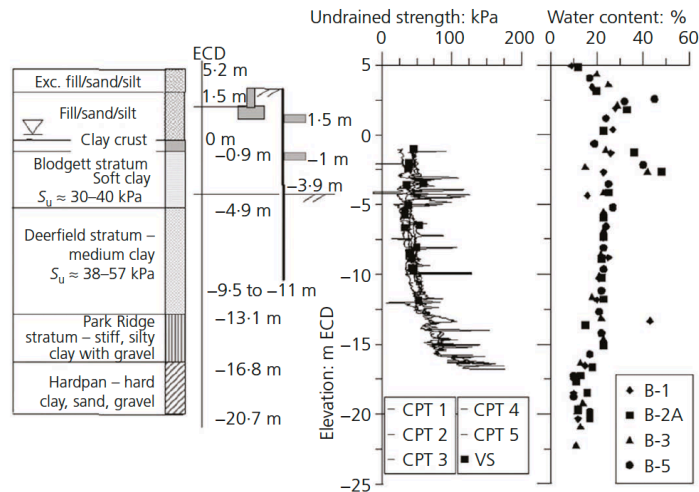 Undrained strength: kPa
Water content: %
0 100 200
0 20 40 60
ECD
5·2 m
Exc. fill/sand/silt
1·5 m
Fill/sand/silt
1·5 m
Clay crust
0 m
−0·9 m
−1 m
Blodgett stratum
Soft clay
Su ≈ 30–40 kPa
−3·9 m
−4·9 m
Deerfield stratum –
medium clay
Su ≈ 38–57 kPa
−9·5 to −11 m
−13·1 m
Park Ridge
stratum – stiff, silty
clay with gravel
−16·8 m
Hardpan – hard
clay, sand, gravel
−20·7 m
Elevation: m ECD
5
0
−5
−10
−15
−20
−25
CPT 1
CPT 2
CPT 3
CPT 4
CPT 5
VS
B-1
B-2A
B-3
B-5